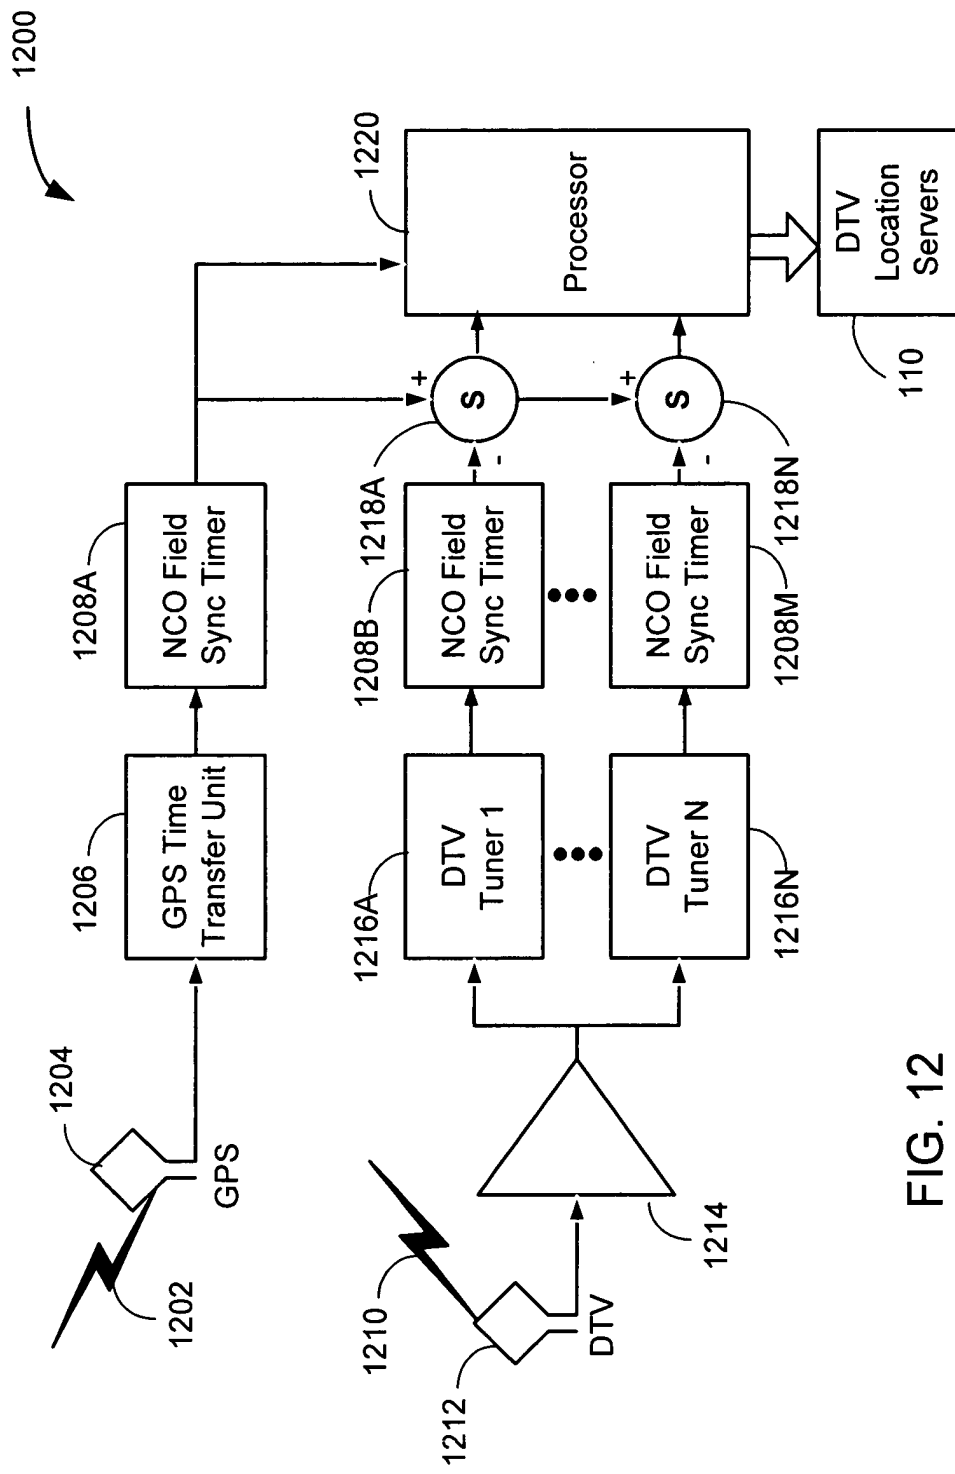 1200
1202
1204
GPS
1206
GPS Time
Transfer Unit
1208A
NCO Field
Sync Timer
1210
1212
DTV
1214
1216A
DTV
Tuner 1
1208B
NCO Field
Sync Timer
1218A
+
-
S
1216N
DTV
Tuner N
1208M
NCO Field
Sync Timer
1218N
+
-
S
1220
Processor
110
DTV
Location
Servers
FIG. 12